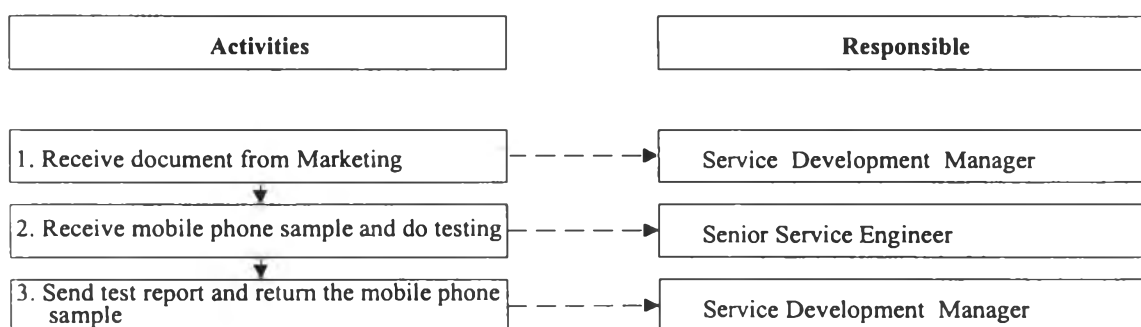 Activities
Responsible
1. Receive document from Marketing
Service Development Manager
2. Receive mobile phone sample and do testing
Senior Service Engineer
3. Send test report and return the mobile phone
sample
Service Development Manager